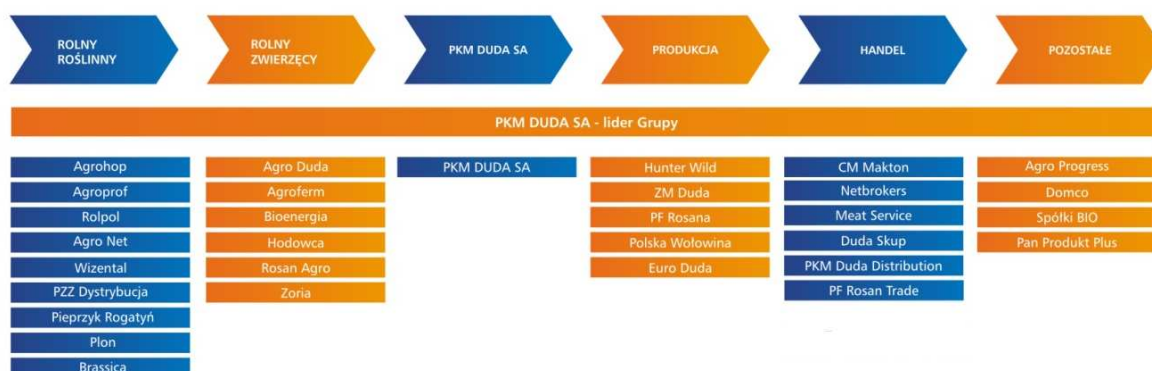 ROLNY
ROŚLINNY
ROLNY
ZWIERZĘCY
PKM DUDA SA
PRODUKCJA
HANDEL
POZOSTAŁE
PKM DUDA SA - lider Grupy
Agrohop
Agroprof
Rolpol
Agro Net
Wizental
PZZ Dystrybucja
Pieprzyk Rogatyń
Plon
Brassica
Agro Duda
Agroferm
Bioenergia
Hodowca
Rosan Agro
Zoria
PKM DUDA SA
Hunter Wild
ZM Duda
PF Rosana
Polska Wołowina
Euro Duda
CM Makton
Netbrokers
Meat Service
Duda Skup
PKM Duda Distribution
PF Rosan Trade
Agro Progress
Domco
Spółki BIO
Pan Produkt Plus